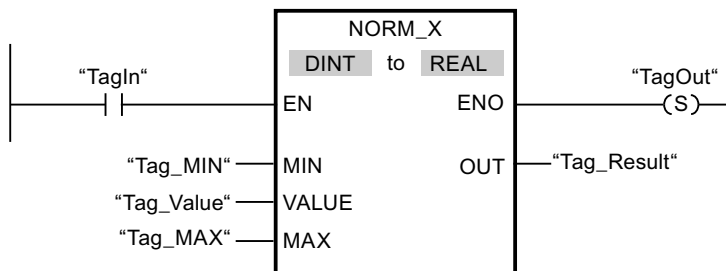 NORM_X
DINT to REAL
“TagIn“
“TagOut“
EN
ENO
(S)
“Tag_MIN“
MIN
OUT
“Tag_Result“
“Tag_Value“
VALUE
“Tag_MAX“
MAX